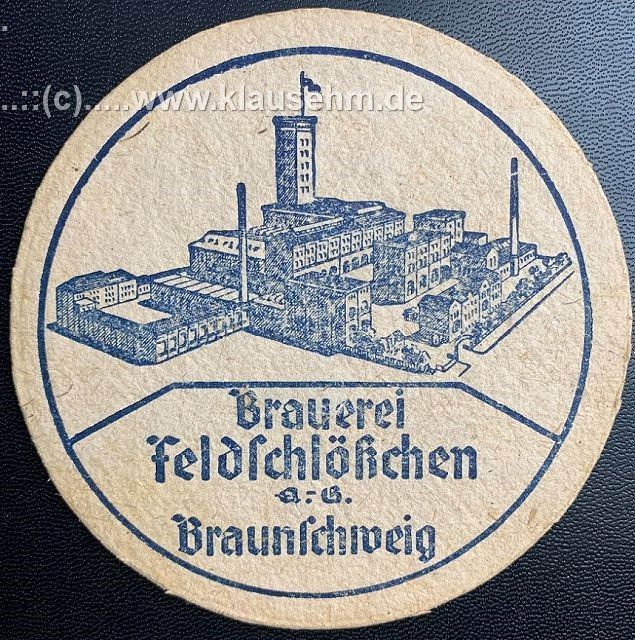 ..::(c).....www.klausehm.de
Brauerei
Feldſchlößchen
A.-G.
Braunſchweig